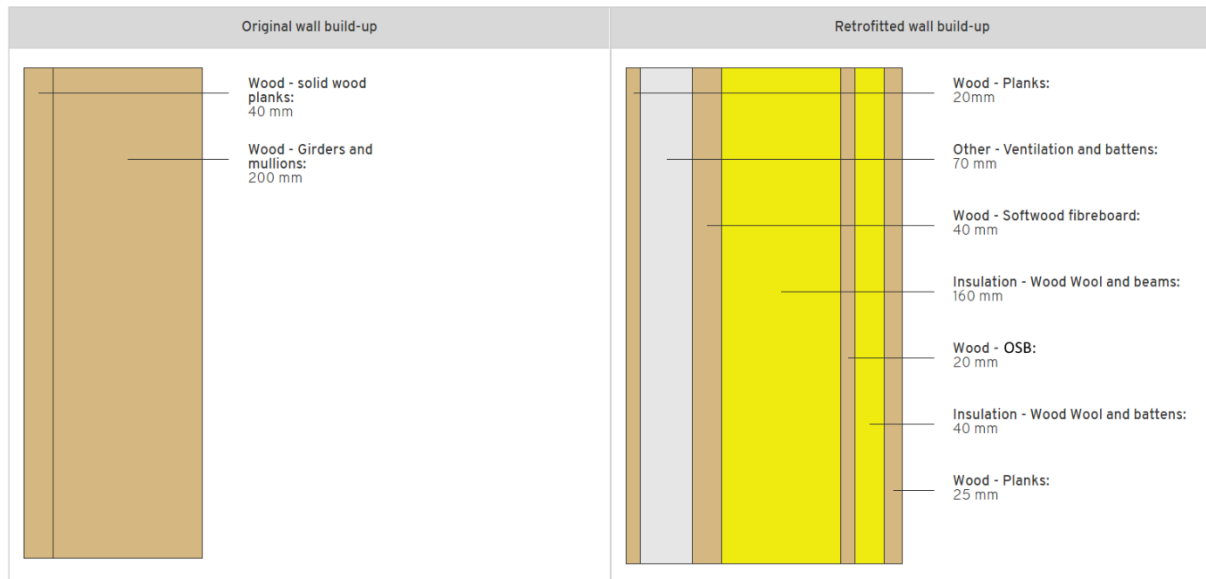 Original wall build-up
Wood - solid wood
planks:
40 mm
Wood - Girders and
mullions:
200 mm
Retrofitted wall build-up
Wood - Planks:
20mm
Other - Ventilation and battens:
70 mm
Wood - Softwood fibreboard:
40 mm
Insulation - Wood Wool and beams:
160 mm
Wood - OSB:
20 mm
Insulation - Wood Wool and battens:
40 mm
Wood - Planks:
25 mm